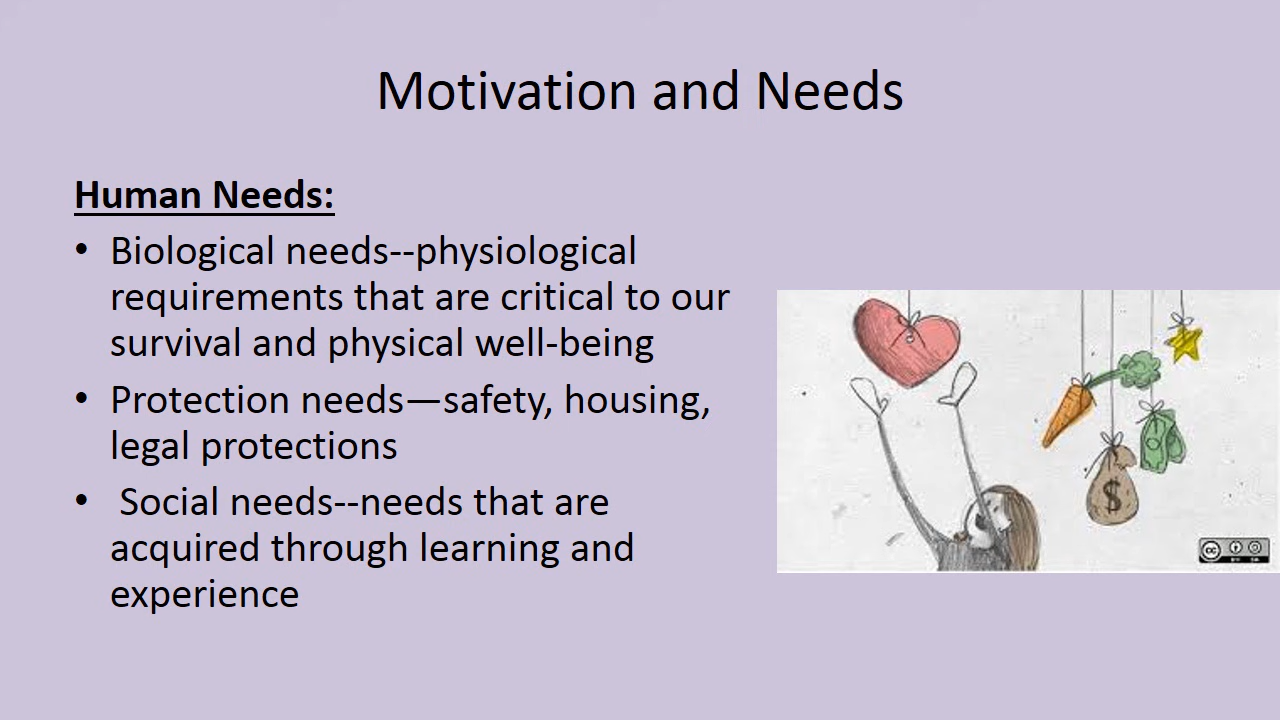 Motivation and Needs
Human Needs:
• Biological needs--physiological
requirements that are critical to our
survival and physical well-being
• Protection needs—safety, housing,
legal protections
• Social needs--needs that are
acquired through learning and
experience
$
cc